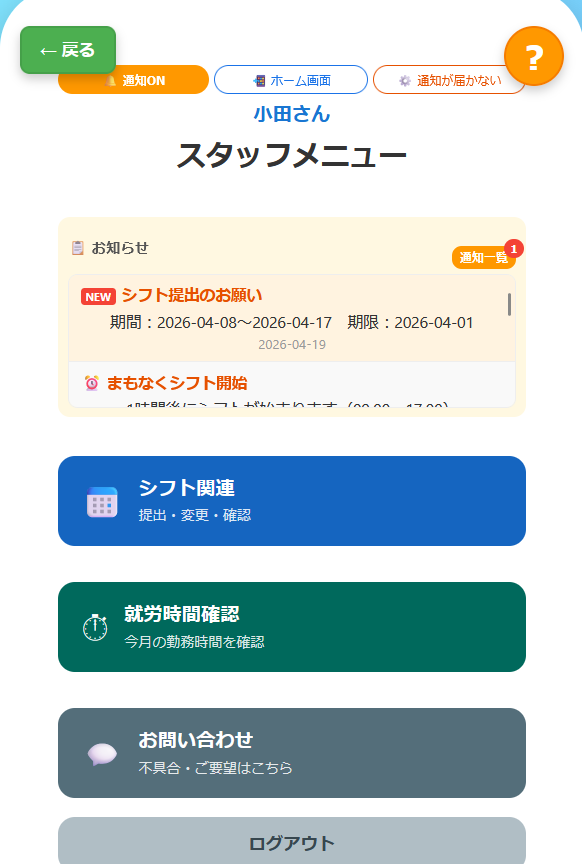 ← 戻る
?
通知ON
ホーム画面
通知が届かない
小田さん
スタッフメニュー
お知らせ
通知一覧
1
NEW シフト提出のお願い
期間：2026-04-08～2026-04-17　期限：2026-04-01
2026-04-19
まもなくシフト開始
シフト関連
提出・変更・確認
就労時間確認
今月の勤務時間を確認
お問い合わせ
不具合・ご要望はこちら
ログアウト